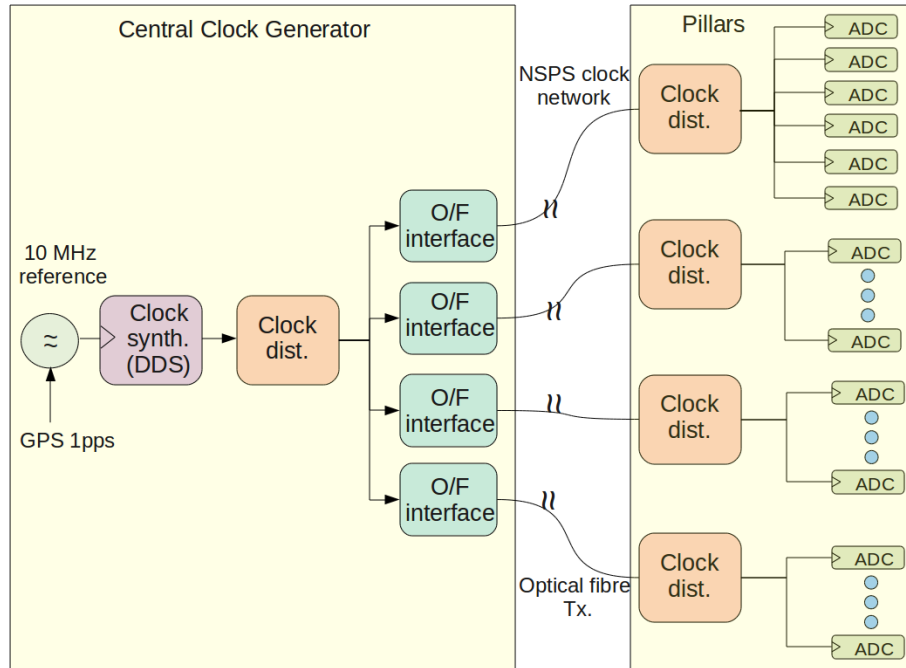 Central Clock Generator
10 MHz
reference
≈
GPS 1pps
Clock
synth.
(DDS)
Clock
dist.
O/F
interface
O/F
interface
O/F
interface
O/F
interface
NSPS clock
network
Optical fibre
Tx.
Pillars
Clock
dist.
ADC
ADC
ADC
ADC
ADC
ADC
Clock
dist.
ADC
ADC
Clock
dist.
ADC
ADC
Clock
dist.
ADC
ADC